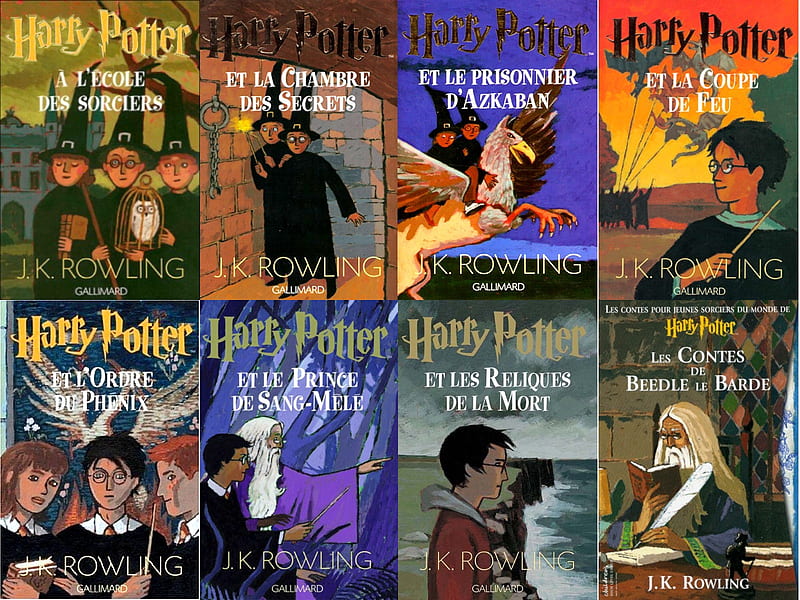 Harry Potter
À L'ÉCOLE
DES SORCIERS
J. K. ROWLING
GALLIMARD
Harry Potter
ET LA CHAMBRE
DES SECRETS
J. K. ROWLING
GALLIMARD
Harry Potter™
ET LE PRISONNIER
D'AZKABAN
J. K. ROWLING
GALLIMARD
Harry Potter
ET LA COUPE
DE FEU
J. K. ROWLING
GALLIMARD
Harry Potter
ET L'ORDRE
DU PHÉNIX
J. K. ROWLING
GALLIMARD
Harry Potter
ET LE PRINCE
DE SANG-MÊLÉ
J. K. ROWLING
GALLIMARD
Harry Potter
ET LES RELIQUES
DE LA MORT
J. K. ROWLING
GALLIMARD
LES CONTES POUR JEUNES SORCIERS DU MONDE DE
Harry Potter
LES CONTES
DE
BEEDLE LE BARDE
J.K. ROWLING